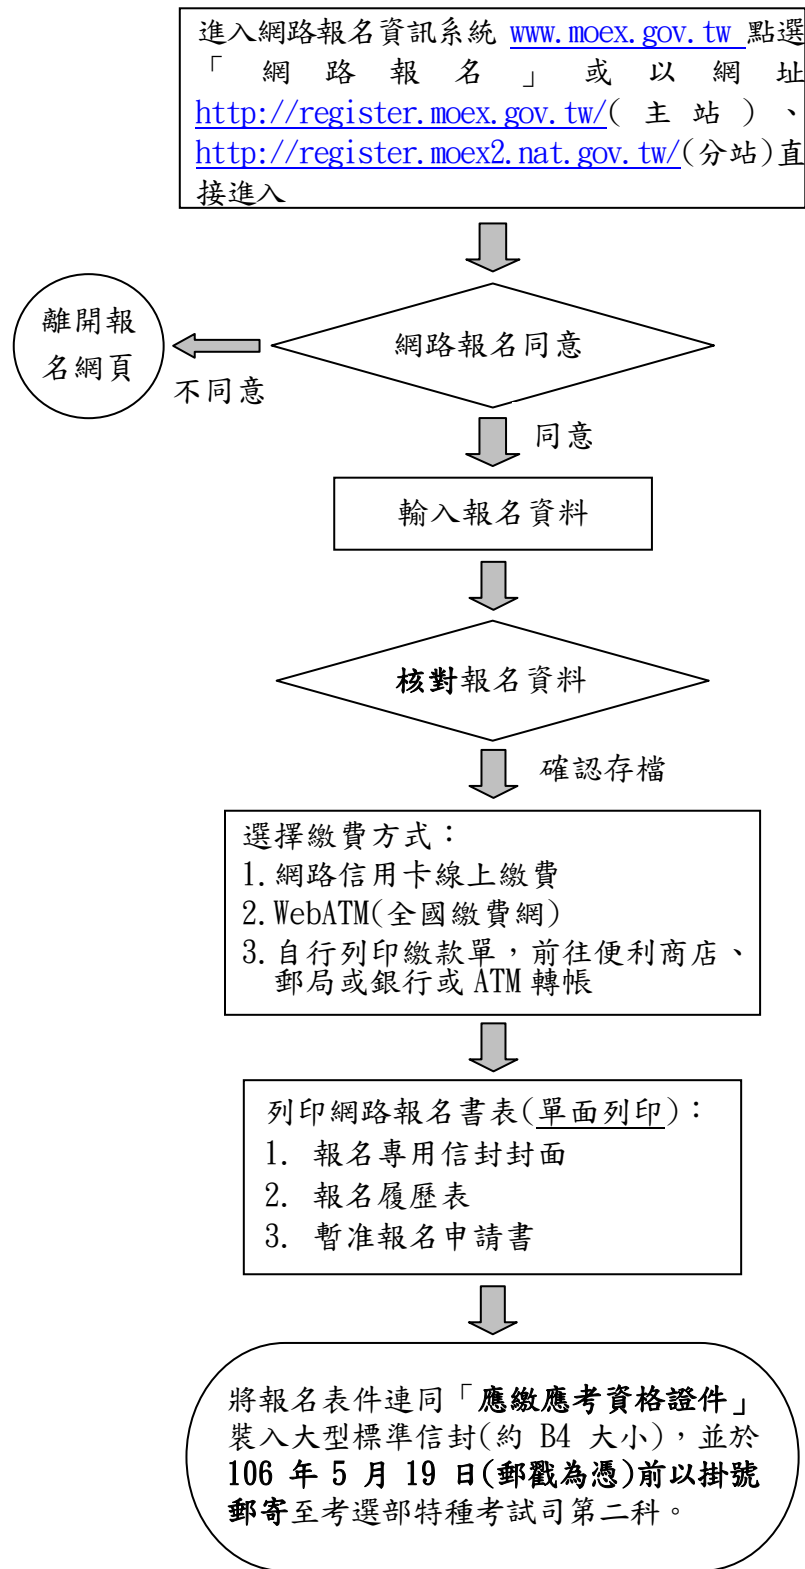 進入網路報名資訊系統 www.moex.gov.tw 點選
「網路報名」或以網址
http://register.moex.gov.tw/(主站)、
http://register.moex2.nat.gov.tw/(分站)直
接進入
離開報
名網頁
不同意
網路報名同意
同意
輸入報名資料
核對報名資料
確認存檔
選擇繳費方式：
1.網路信用卡線上繳費
2.WebATM(全國繳費網)
3.自行列印繳款單，前往便利商店、
郵局或銀行或 ATM 轉帳
列印網路報名書表(單面列印)：
1. 報名專用信封封面
2. 報名履歷表
3. 暫准報名申請書
將報名表件連同「應繳應考資格證件」
裝入大型標準信封(約 B4 大小)，並於
106 年 5 月 19 日(郵戳為憑)前以掛號
郵寄至考選部特種考試司第二科。